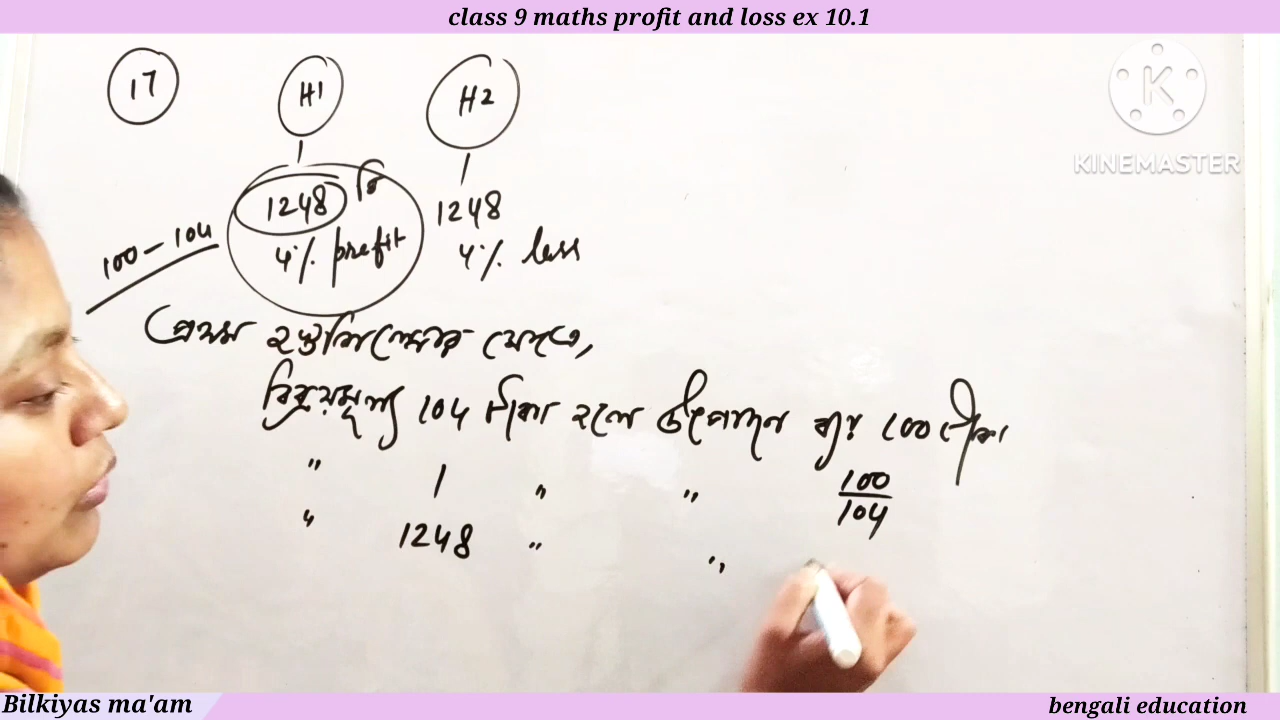 class 9 maths profit and loss ex 10.1
17 H1 H2
K
KINEMASTER
1248 বি 1248
100 - 104 4% profit 4% loss
প্রথম হস্তশিল্পের ক্ষেত্রে,
বিক্রয়মূল্য 104 টাকা হলে উৎপাদন ব্যয় 100 টাকা
" 1 " " 100/104
" 1248 " "
Bilkiyas ma'am
bengali education